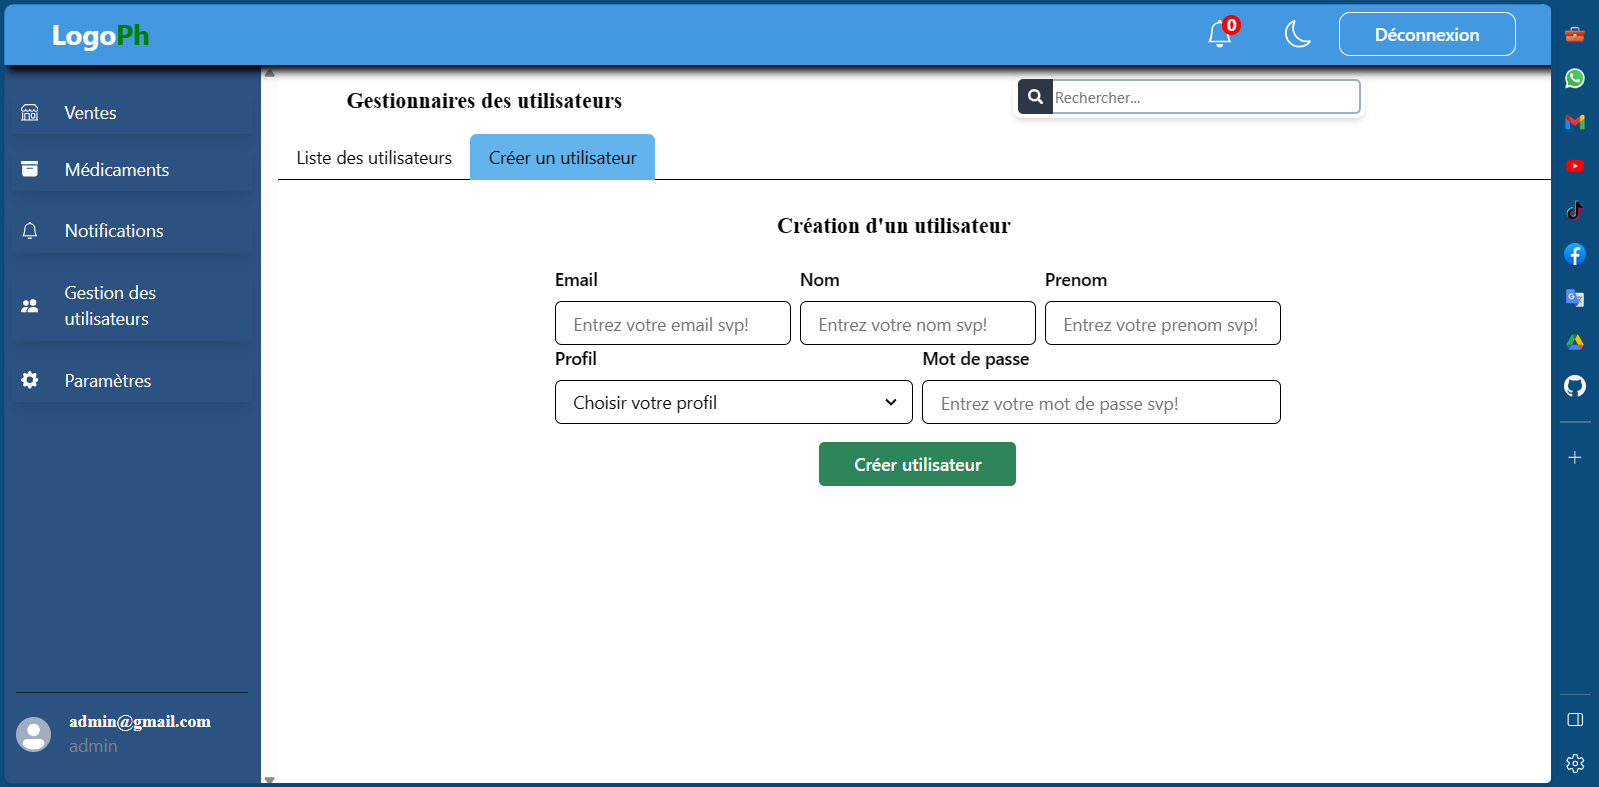 LogoPh
0
Déconnexion
Ventes
Médicaments
Notifications
Gestion des
utilisateurs
Paramètres
admin@gmail.com
admin
Gestionnaires des utilisateurs
Rechercher...
Liste des utilisateurs
Créer un utilisateur
Création d'un utilisateur
Email
Nom
Prenom
Entrez votre email svp!
Entrez votre nom svp!
Entrez votre prenom svp!
Profil
Mot de passe
Choisir votre profil
Entrez votre mot de passe svp!
Créer utilisateur